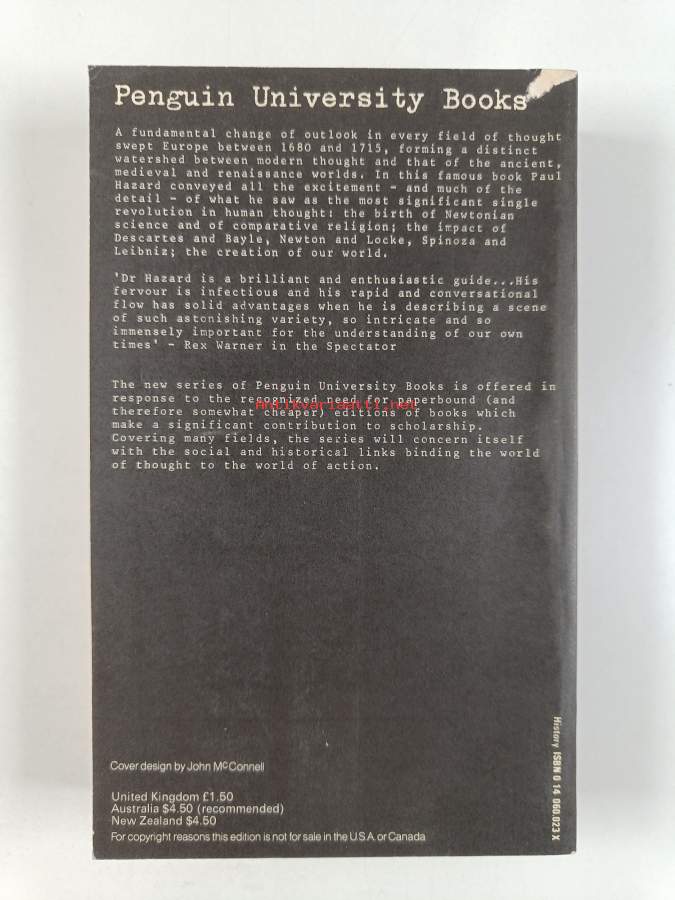 Penguin University Books
A fundamental change of outlook in every field of thought
swept Europe between 1680 and 1715, forming a distinct
watershed between modern thought and that of the ancient,
medieval and renaissance worlds. In this famous book Paul
Hazard conveyed all the excitement - and much of the
detail - of what he saw as the most significant single
revolution in human thought: the birth of Newtonian
science and of comparative religion; the impact of
Descartes and Bayle, Newton and Locke, Spinoza and
Leibniz; the creation of our world.
'Dr Hazard is a brilliant and enthusiastic guide...His
fervour is infectious and his rapid and conversational
flow has solid advantages when he is describing a scene
of such astonishing variety, so intricate and so
immensely important for the understanding of our own
times' - Rex Warner in the Spectator
The new series of Penguin University Books is offered in
response to the recognized need for paperbound (and
therefore somewhat cheaper) editions of books which
make a significant contribution to scholarship.
Covering many fields, the series will concern itself
with the social and historical links binding the world
of thought to the world of action.
antikvariaatti.net
Cover design by John McConnell
United Kingdom £1.50
Australia $4.50 (recommended)
New Zealand $4.50
For copyright reasons this edition is not for sale in the U.S.A. or Canada
History ISBN 0 14 060.023 X